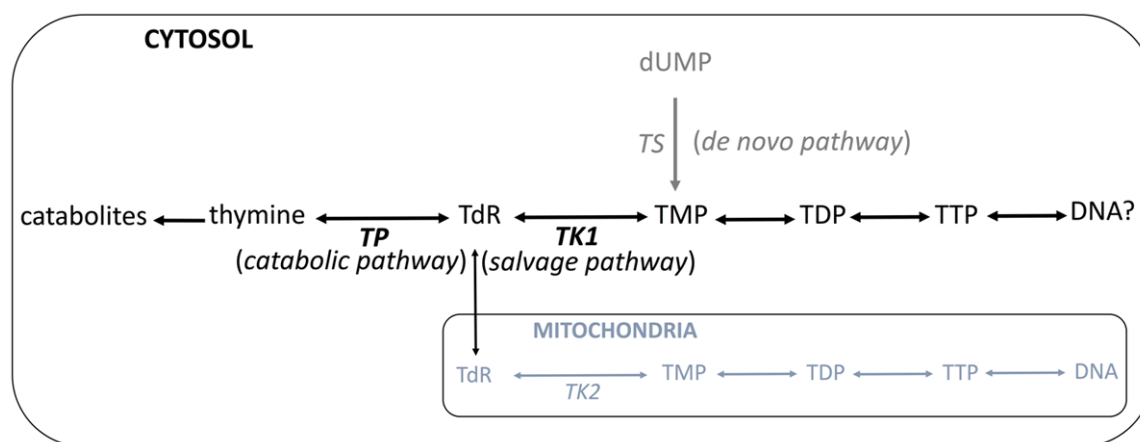 CYTOSOL
dUMP
TS (de novo pathway)
catabolites thymine TdR TMP TDP TTP DNA?
TP TK1
(catabolic pathway) (salvage pathway)
MITOCHONDRIA
TdR TMP TDP TTP DNA
TK2